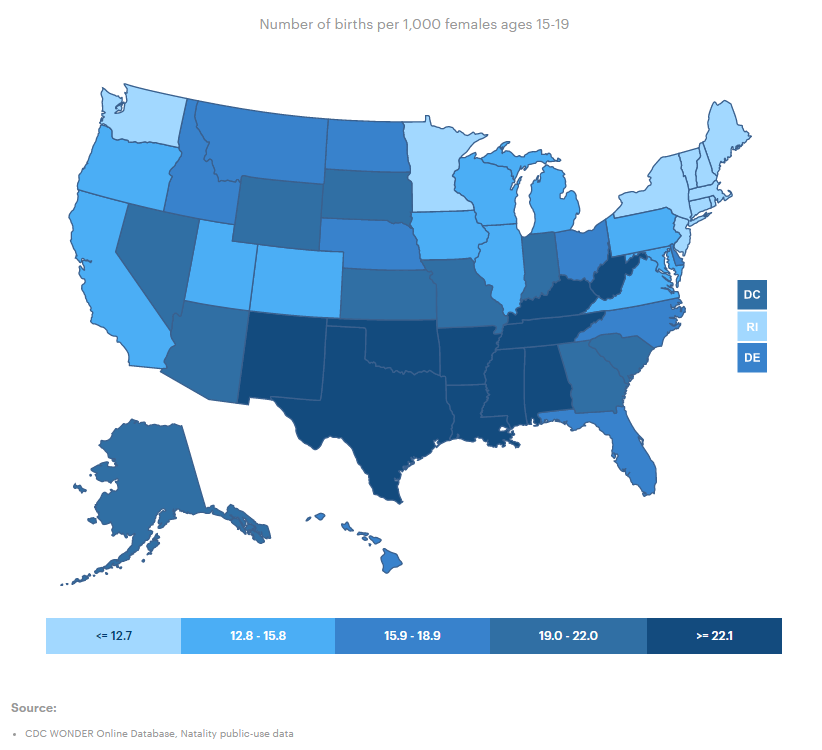 Number of births per 1,000 females ages 15-19
DC
RI
DE
<= 12.7
12.8 - 15.8
15.9 - 18.9
19.0 - 22.0
>= 22.1
Source:
• CDC WONDER Online Database, Natality public-use data